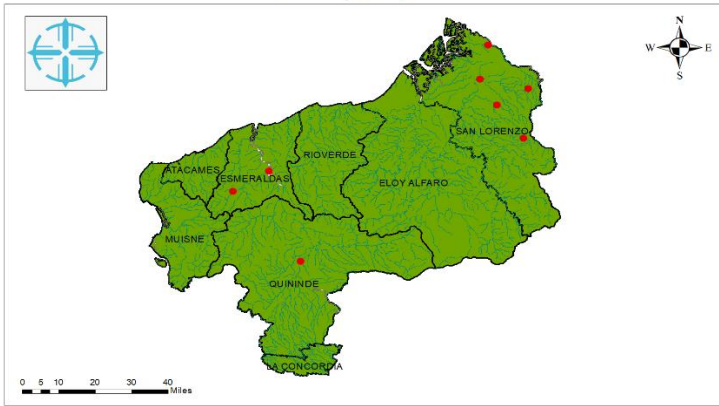 N
W E
S
SAN LORENZO
RIOVERDE
ATACAMES
ESMERALDAS
ELOY ALFARO
MUISNE
QUININDE
LA CONCORDIA
0 5 10 20 30 40
Miles